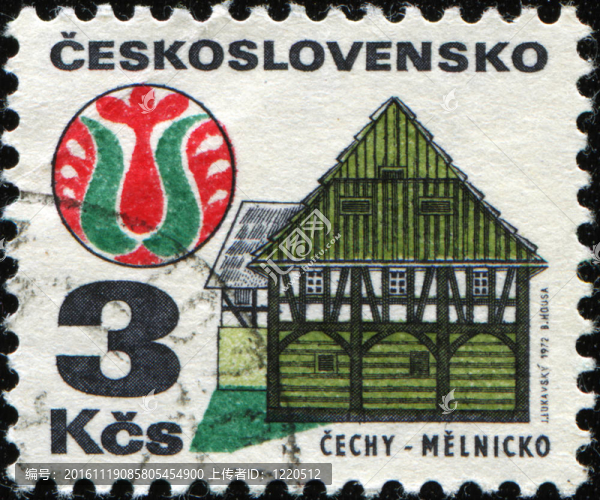 ČESKOSLOVENSKO
3
Kčs
ČECHY - MĚLNICKO
J.LUKAVSKÝ 1972 B.HOUSA
编号：20161119085805454900 上传者ID：1220512